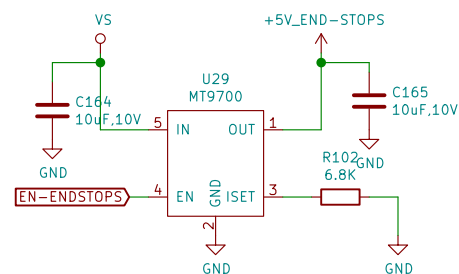 VS
+5V_END-STOPS
U29
MT9700
C164
10uF,10V
C165
10uF,10V
5
IN
OUT
1
GND
R102
6.8K
GND
EN-ENDSTOPS
4
EN
GND
ISET
3
2
GND
GND